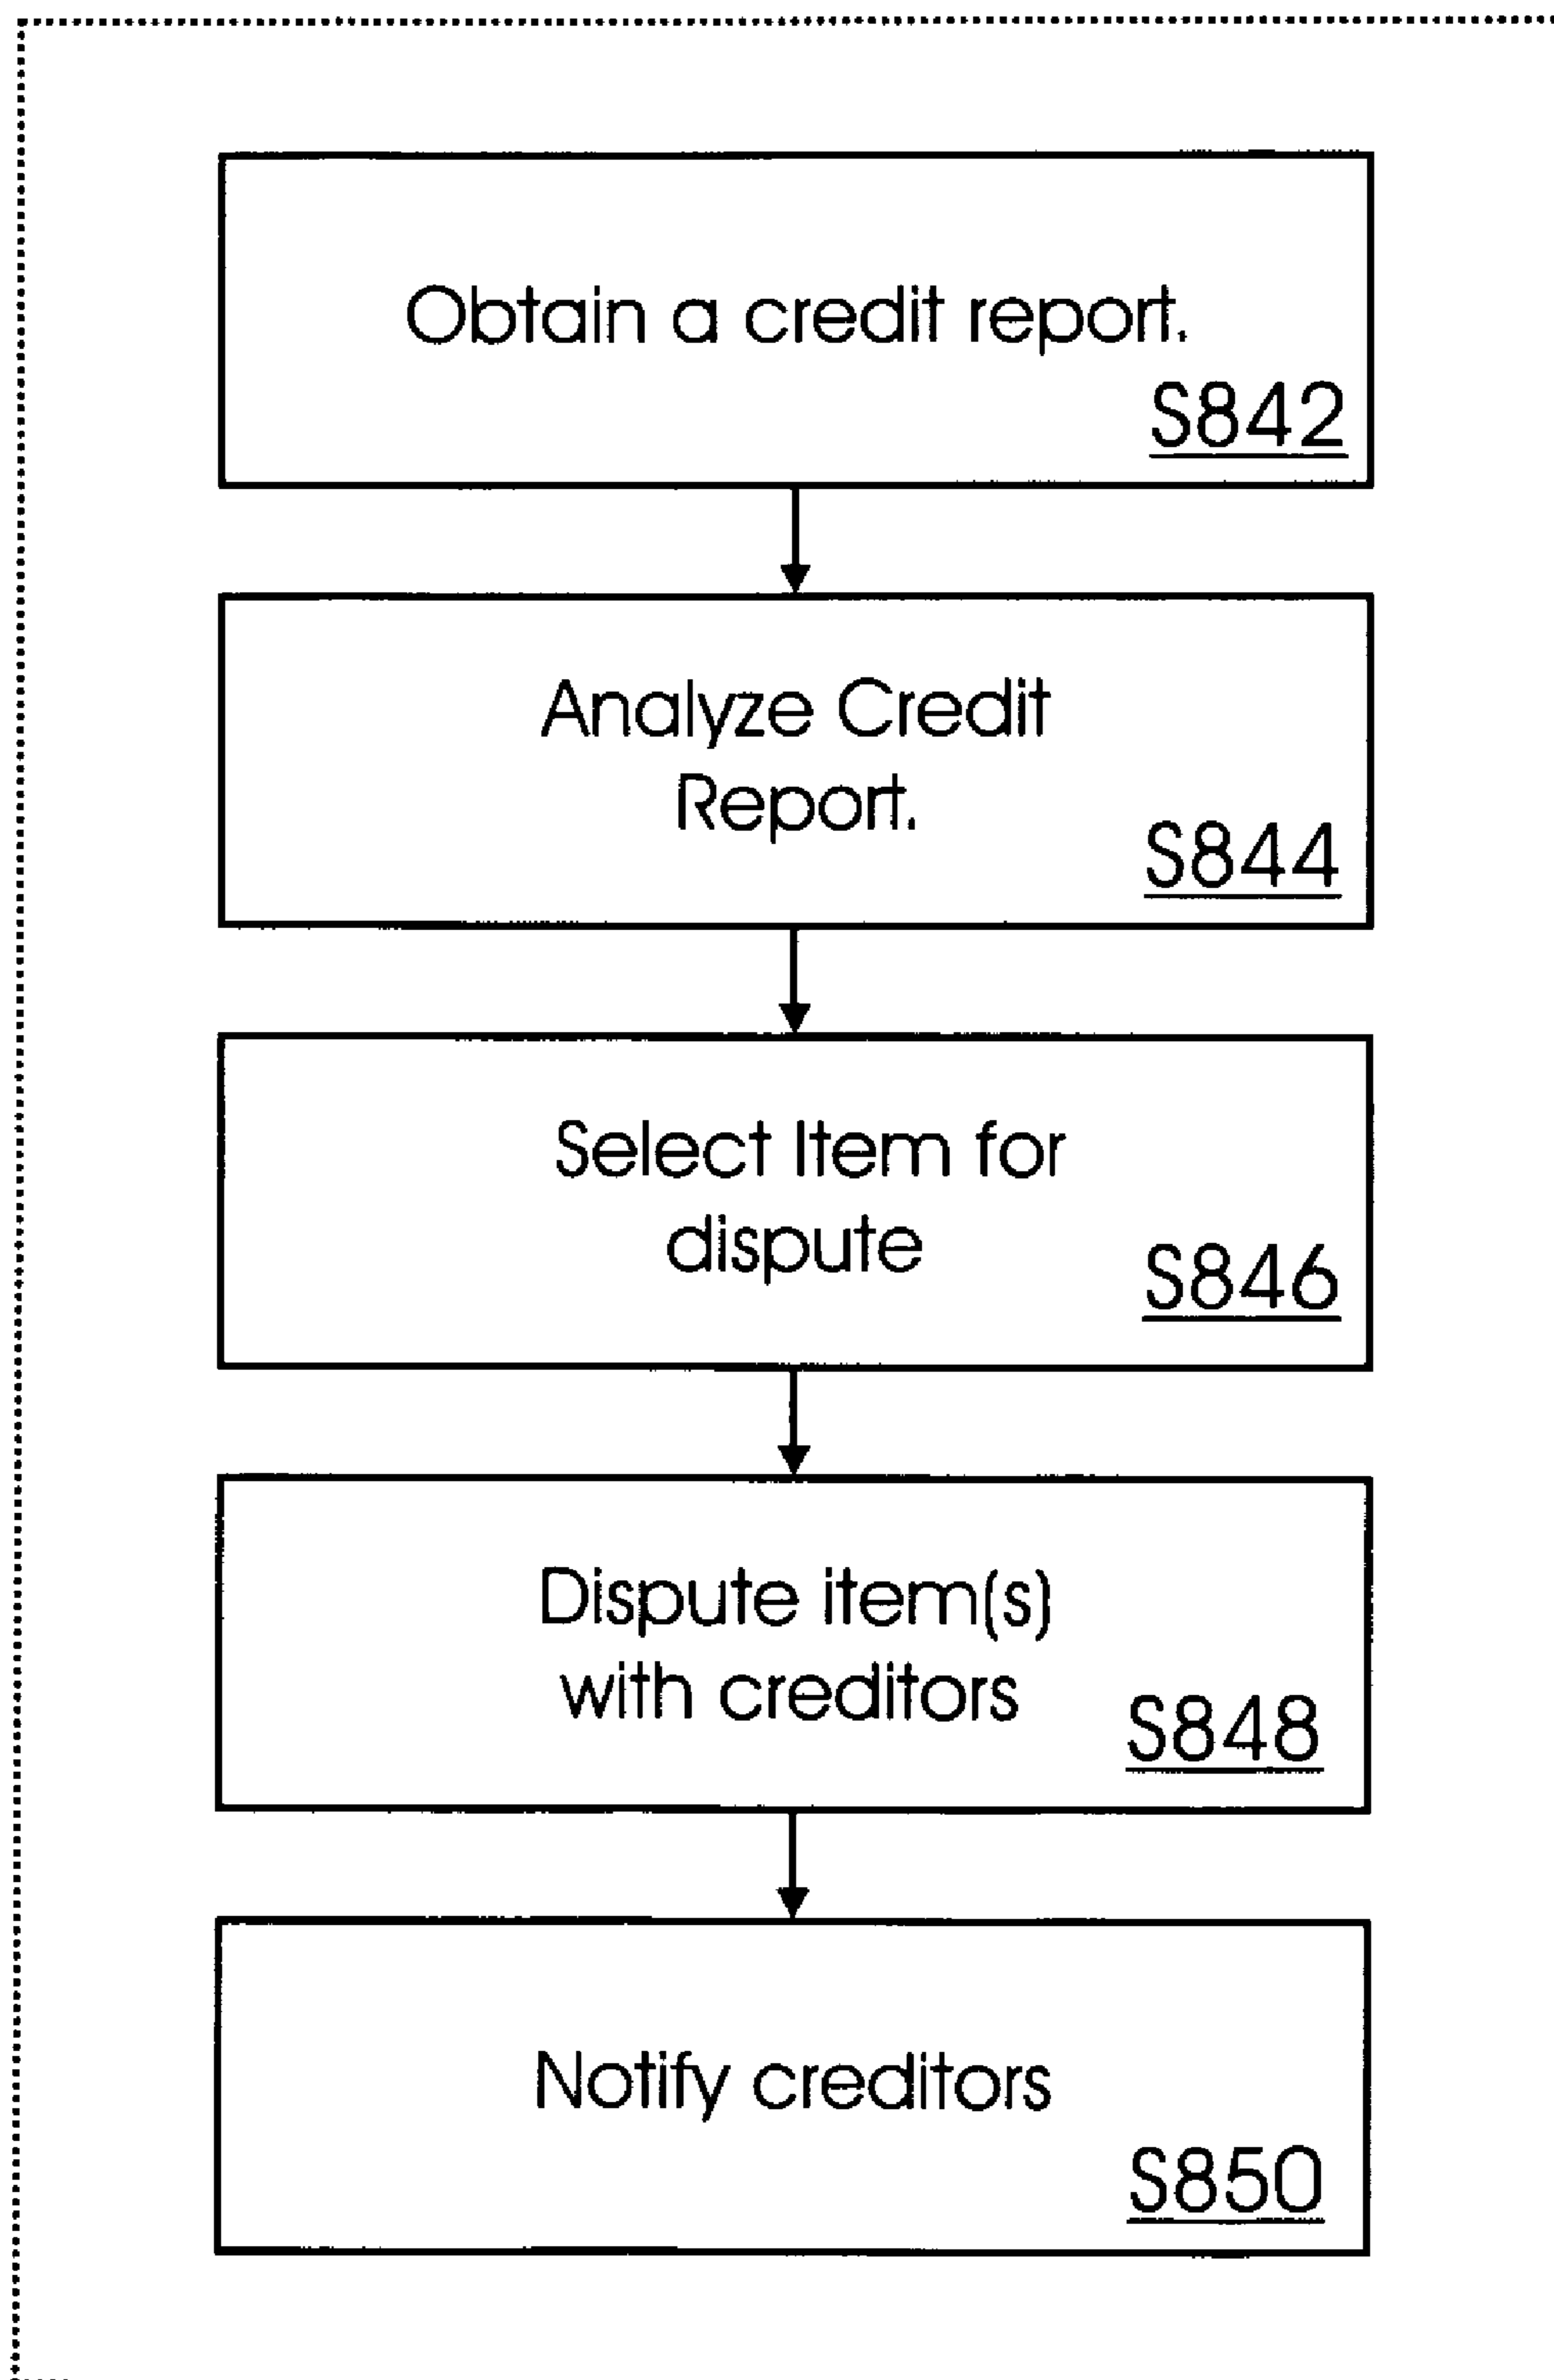 Obtain a credit report.
S842
Analyze Credit
Report.
S844
Select Item for
dispute
S846
Dispute item(s)
with creditors
S848
Notify creditors
S850